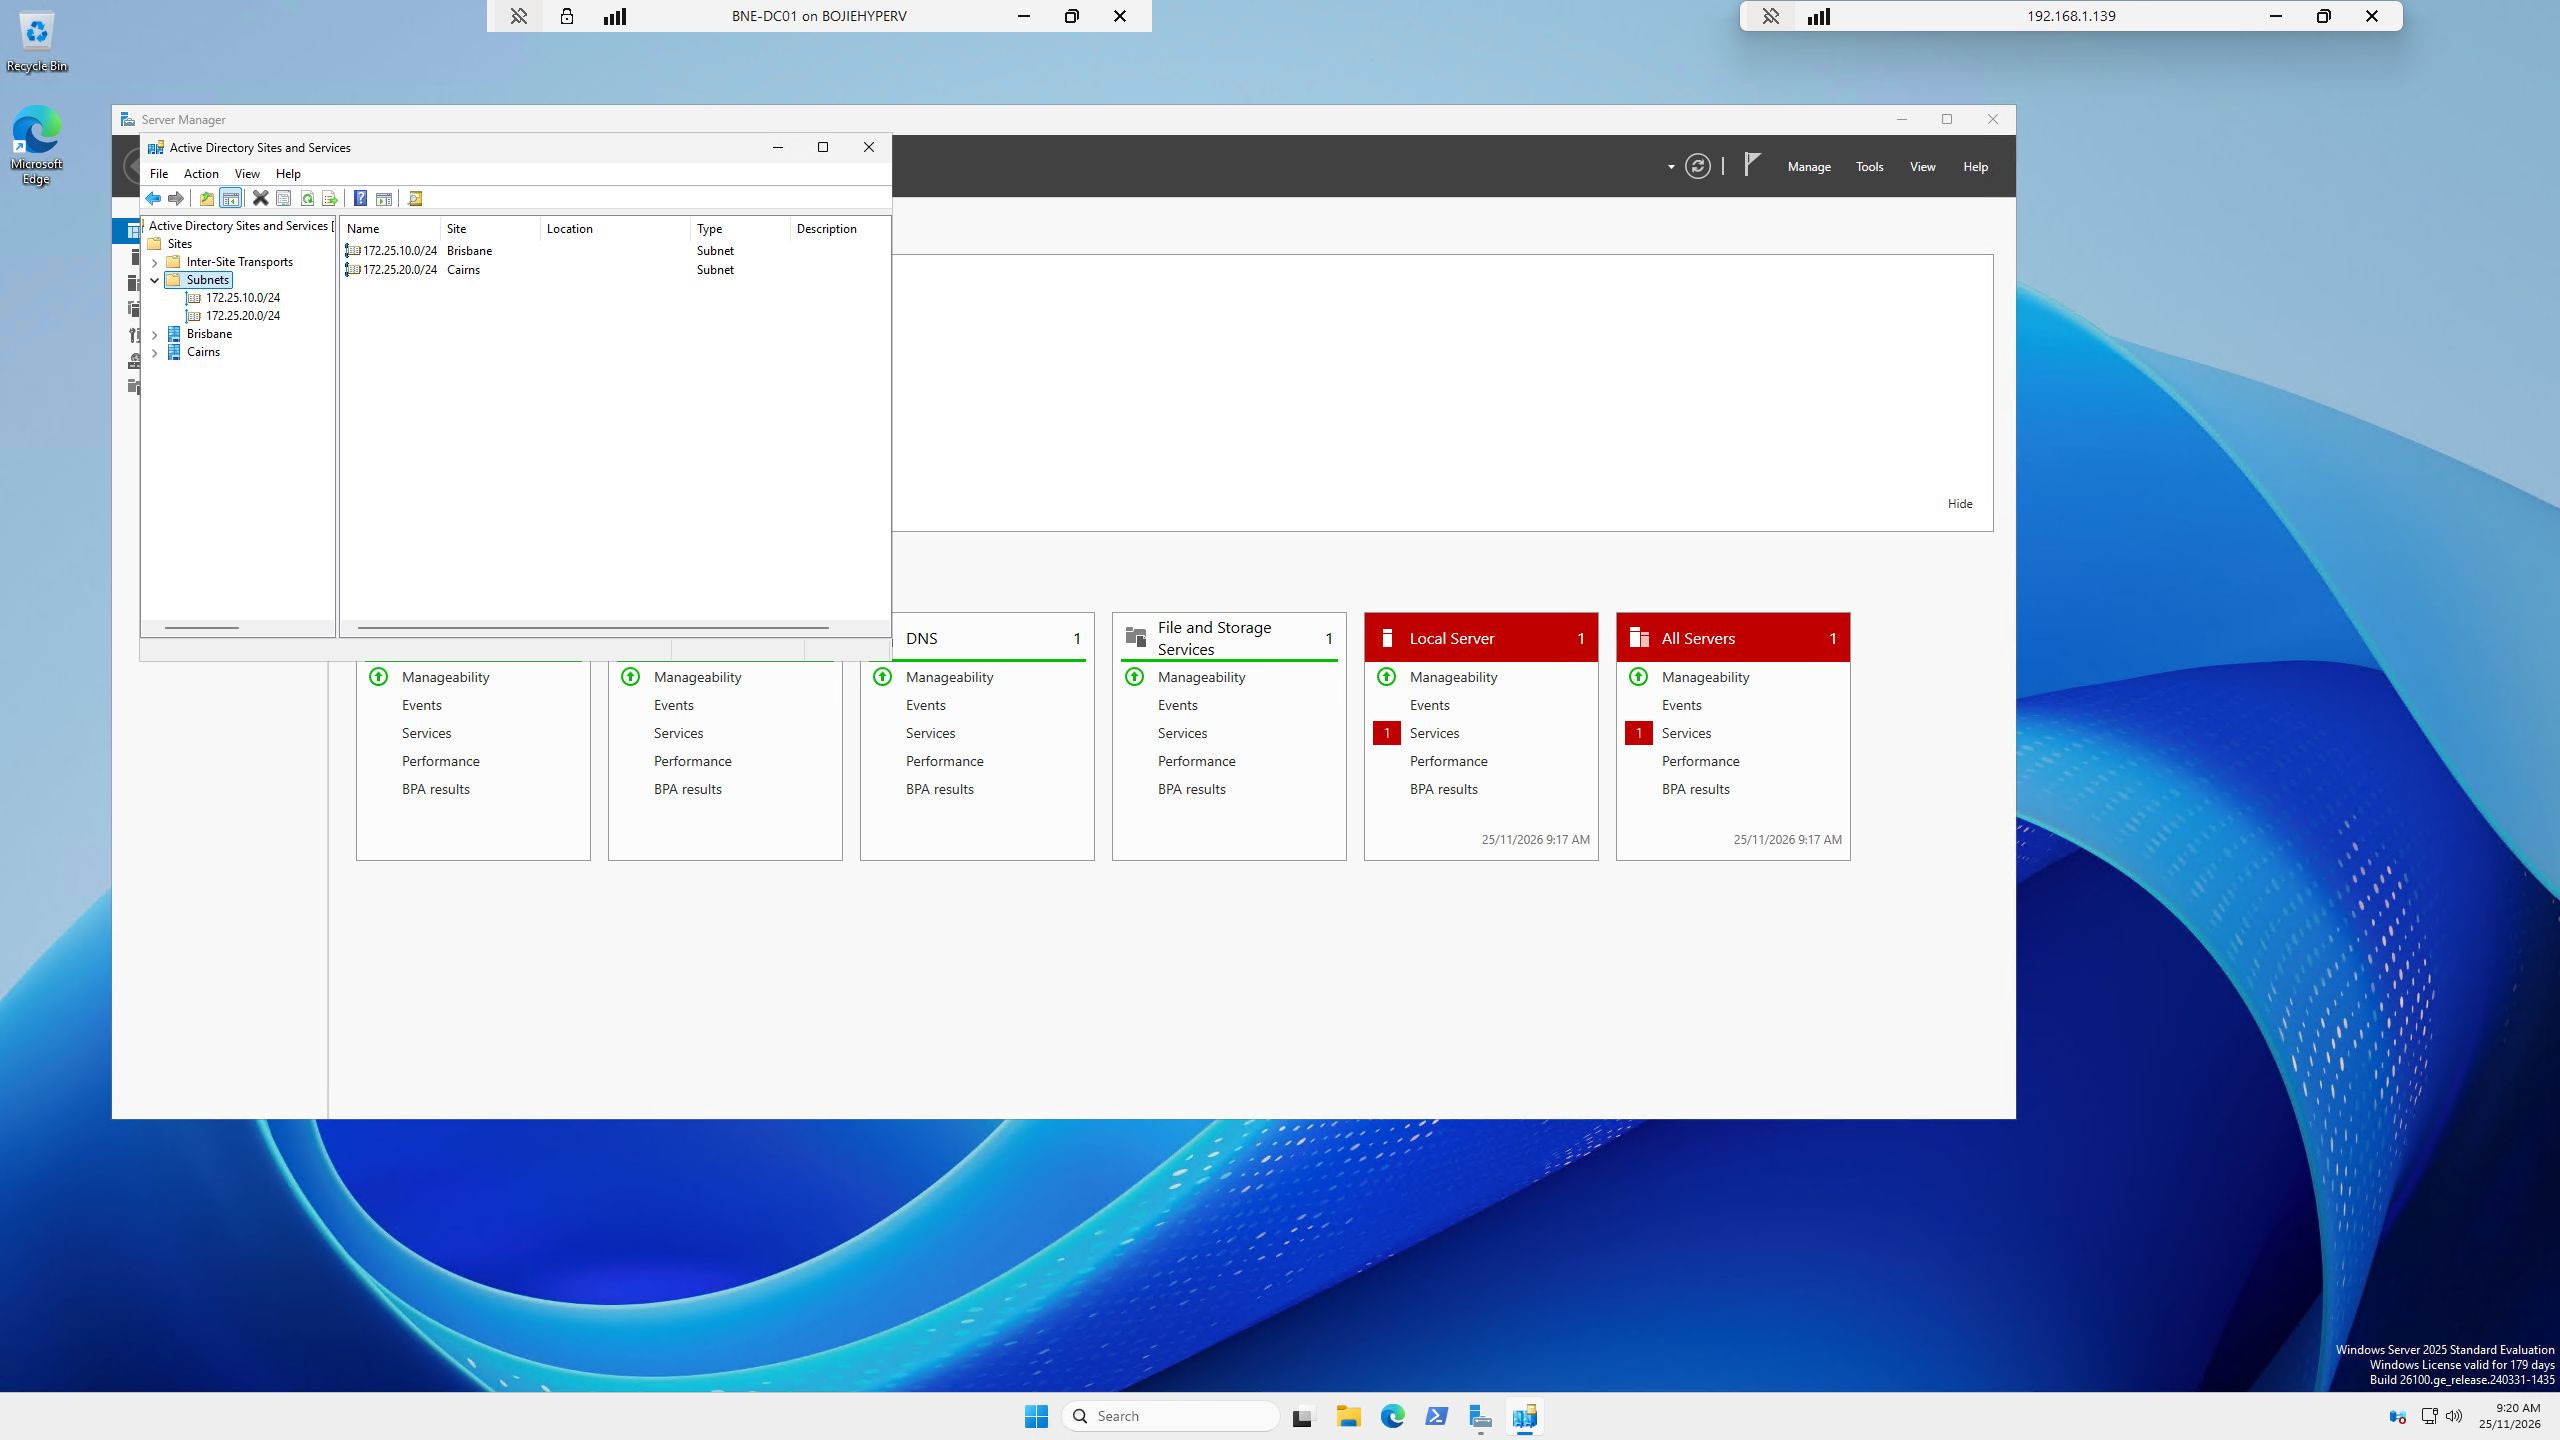 BNE-DC01 on BOJIEHYPERV
192.168.1.139
Recycle Bin
Microsoft
Edge
Server Manager
Manage Tools View Help
Active Directory Sites and Services
File Action View Help
Active Directory Sites and Services [
Sites
Inter-Site Transports
Subnets
172.25.10.0/24
172.25.20.0/24
Brisbane
Cairns
Name Site Location Type Description
172.25.10.0/24 Brisbane Subnet
172.25.20.0/24 Cairns Subnet
Hide
Manageability
Events
Services
Performance
BPA results
Manageability
Events
Services
Performance
BPA results
DNS 1
Manageability
Events
Services
Performance
BPA results
File and Storage
Services 1
Manageability
Events
Services
Performance
BPA results
Local Server 1
Manageability
Events
1 Services
Performance
BPA results
25/11/2026 9:17 AM
All Servers 1
Manageability
Events
1 Services
Performance
BPA results
25/11/2026 9:17 AM
Windows Server 2025 Standard Evaluation
Windows License valid for 179 days
Build 26100.ge_release.240331-1435
Search
9:20 AM
25/11/2026